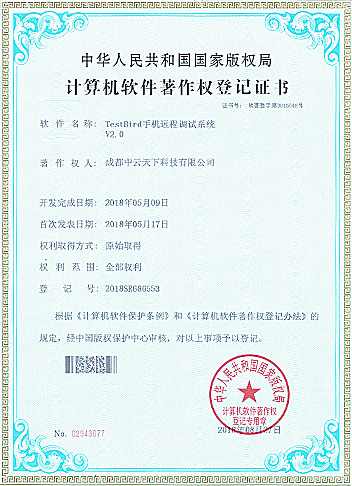 中华人民共和国国家版权局
计算机软件著作权登记证书
证书号： 软著登字第3015648号
软件名称： TestBird手机远程调试系统
V2.0
著作权人： 成都中云天下科技有限公司
开发完成日期： 2018年05月09日
首次发表日期： 2018年05月17日
权利取得方式： 原始取得
权利范围： 全部权利
登记号： 2018SR686553
根据《计算机软件保护条例》和《计算机软件著作权登记办法》的
规定，经中国版权保护中心审核，对以上事项予以登记。
中华人民共和国国家版权局
计算机软件著作权
登记专用章
2018年08月27日
No. 02943677